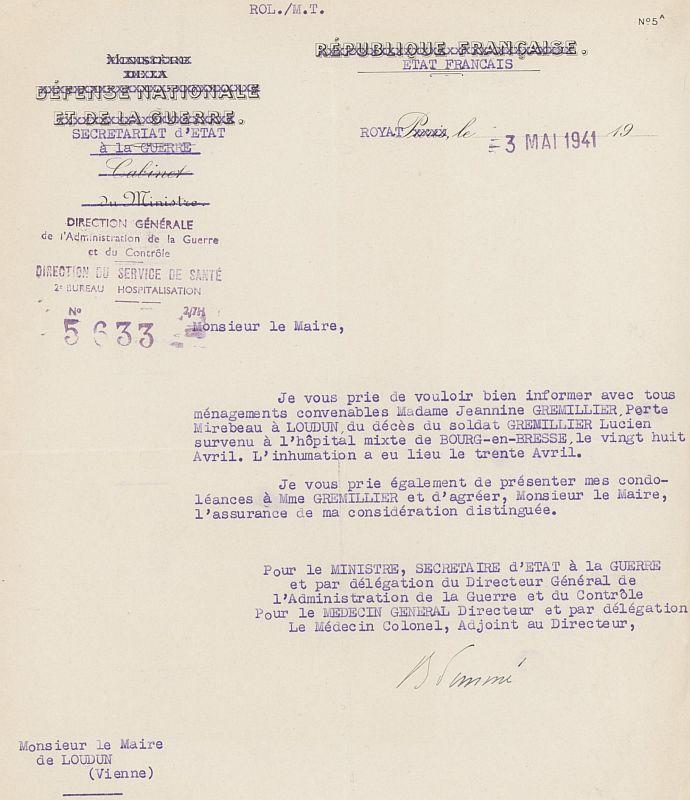 ROL./M.T.
N°5ᴬ
MINISTÈRE
DE LA
DÉFENSE NATIONALE
ET DE LA GUERRE.
SECRETARIAT d'ETAT
à la GUERRE
Cabinet
du Ministre.
RÉPUBLIQUE FRANÇAISE.
ETAT FRANCAIS
ROYAT Paris, le - 3 MAI 1941 19
DIRECTION GÉNÉRALE
de l'Administration de la Guerre
et du Contrôle
DIRECTION DU SERVICE DE SANTÉ
2e BUREAU HOSPITALISATION
N° 2/7H
5633
Monsieur le Maire,
Je vous prie de vouloir bien informer avec tous
ménagements convenables Madame Jeannine GREMILLIER, Porte
Mirebeau à LOUDUN, du décès du soldat GREMILLIER Lucien
survenu à l'hôpital mixte de BOURG-en-BRESSE, le vingt huit
Avril. L'inhumation a eu lieu le trente Avril.
Je vous prie également de présenter mes condo-
léances à Mme GREMILLIER et d'agréer, Monsieur le Maire,
l'assurance de ma considération distinguée.
Pour le MINISTRE, SECRETAIRE d'ETAT à la GUERRE
et par délégation du Directeur Général de
l'Administration de la Guerre et du Contrôle
Pour le MEDECIN GENERAL Directeur et par délégation
Le Médecin Colonel, Adjoint au Directeur,
Monsieur le Maire
de LOUDUN
(Vienne)